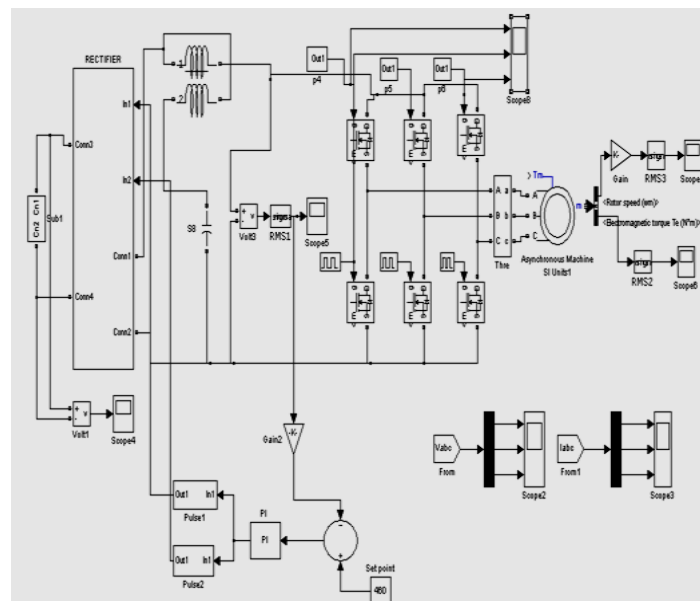 RECTIFIER
In1
In2
Conn3
Conn4
Conn1
Conn2
Cn2 Cn1
Sub1
Volt1
Scope4
1
2
S8
Volt3
RMS1
Scope5
Out1
p4
Out1
p5
Out1
p6
Scope8
A a
B b
C c
Thre
Tm
A
B
C
m
Asynchronous Machine
SI Units1
Gain
RMS3
Scope
<Rotor speed (wm)>
<Electromagnetic torque Te (N*m)>
RMS2
Scope6
Gain2
Vabc
From
Scope2
Iabc
From1
Scope3
Out1 In1
Pulse1
Out1 In1
Pulse2
PI
PI
Set point
460